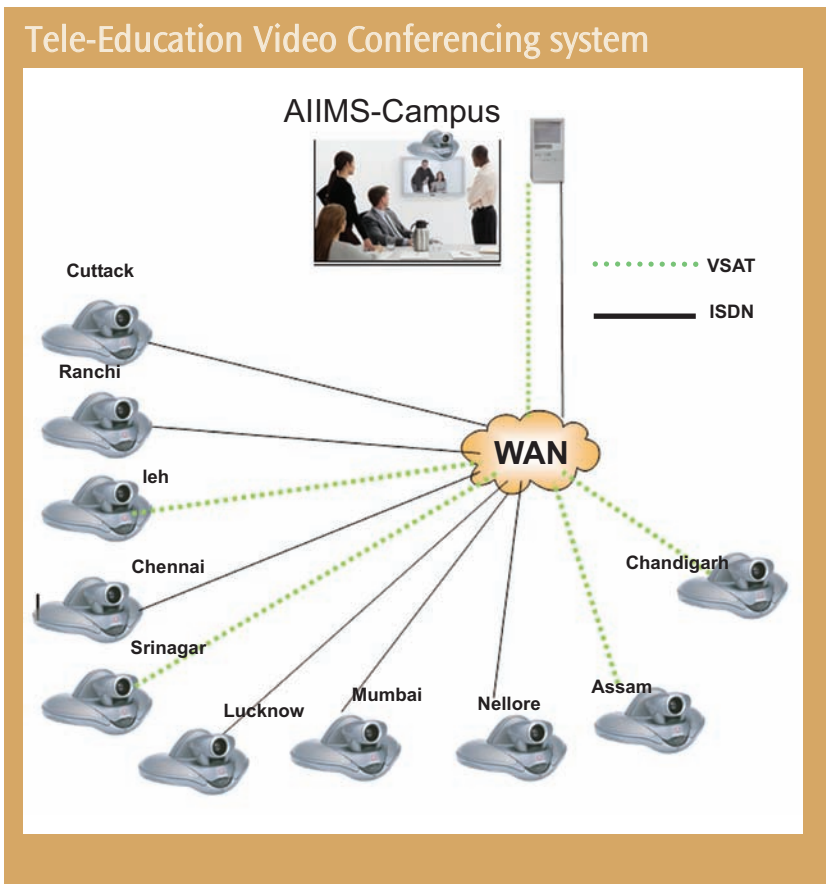 Tele-Education Video Conferencing system
AIIMS-Campus
VSAT
ISDN
Cuttack
Ranchi
leh
Chennai
Srinagar
Lucknow
Mumbai
Nellore
Assam
Chandigarh
WAN